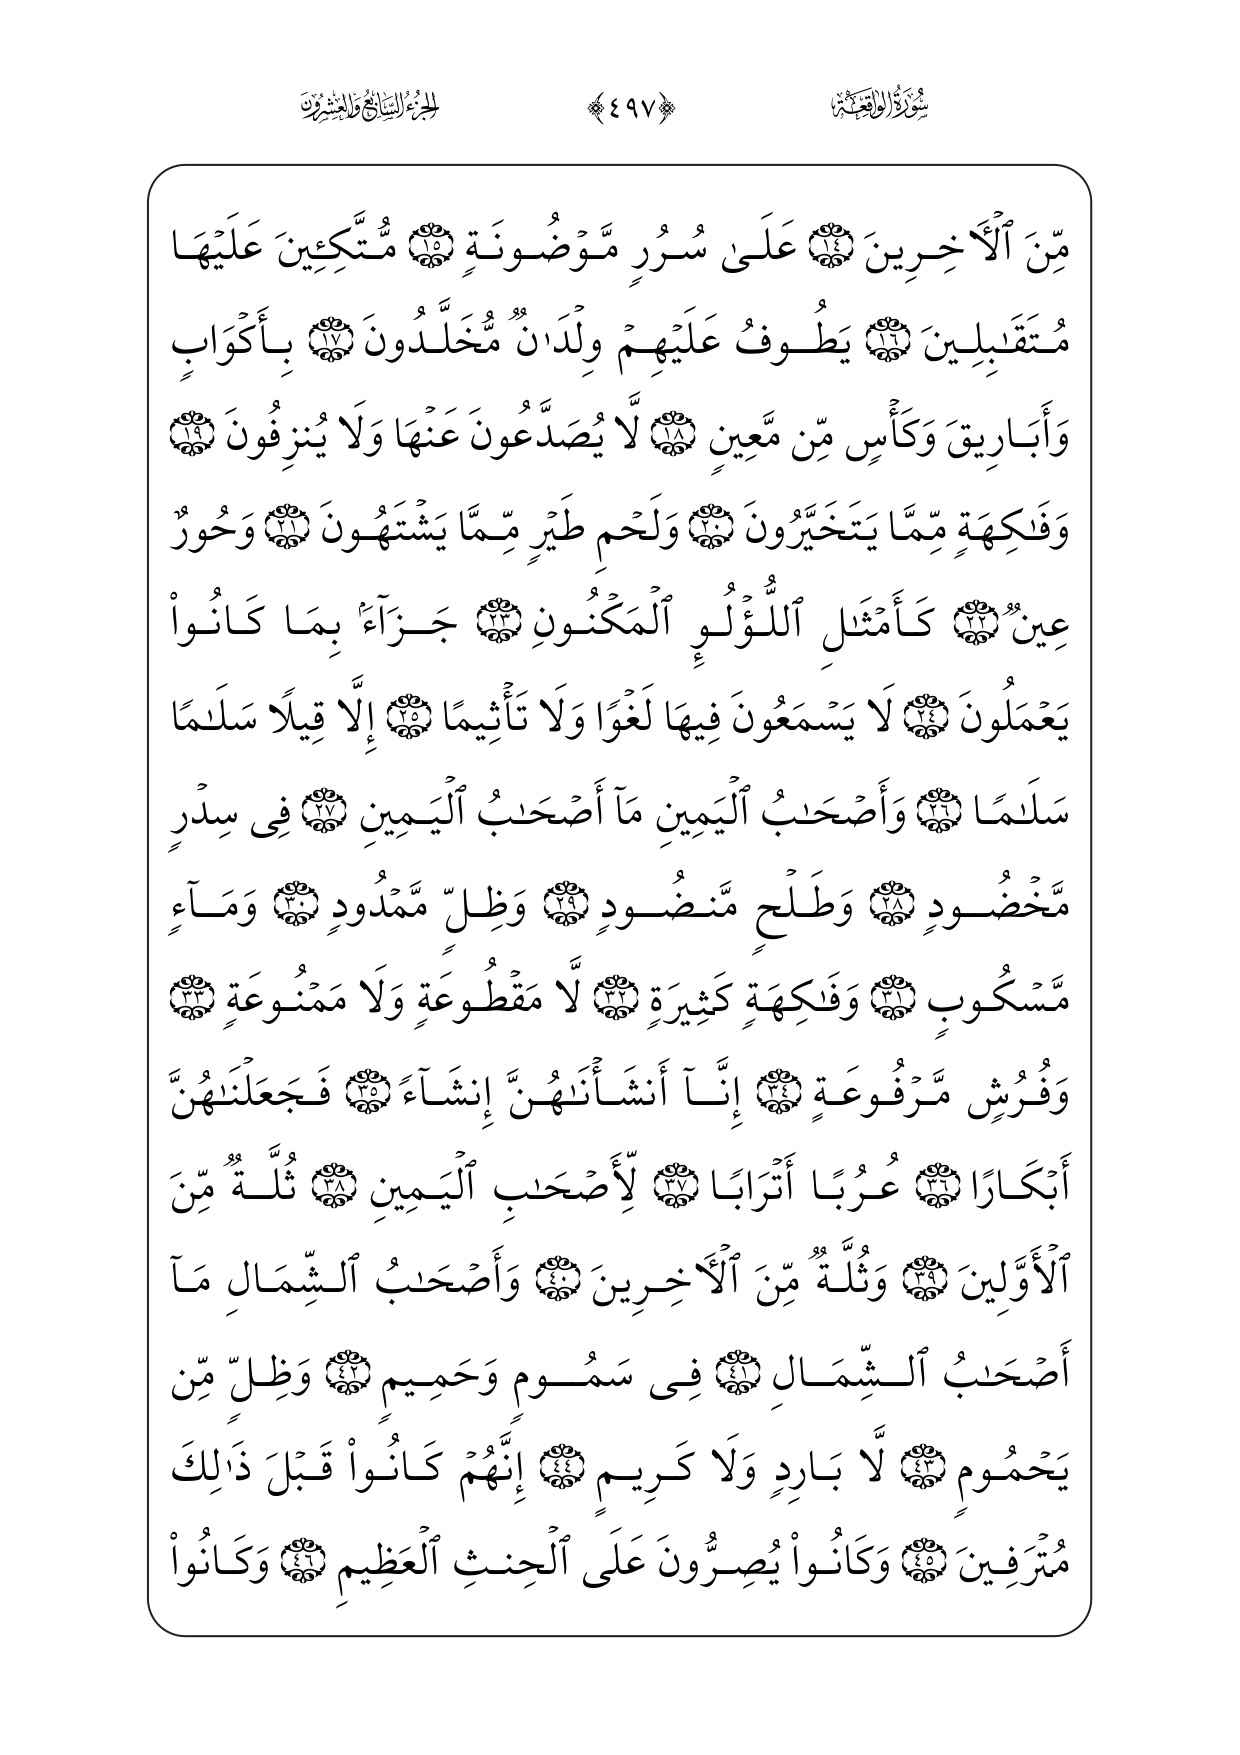 سُورَةُ الوَاقِعَةِ ﴿٤٩٧﴾ الجُزْءُ السَّابِعُ وَالعِشْرُونَ
مِّنَ ٱلْأَٓخِرِينَ ١٤ عَلَىٰ سُرُرٖ مَّوْضُونَةٖ ١٥ مُّتَّكِـِٔينَ عَلَيْهَا
مُتَقَٰبِلِينَ ١٦ يَطُوفُ عَلَيْهِمْ وِلْدَٰنٞ مُّخَلَّدُونَ ١٧ بِأَكْوَابٖ
وَأَبَارِيقَ وَكَأْسٖ مِّن مَّعِينٖ ١٨ لَّا يُصَدَّعُونَ عَنْهَا وَلَا يُنزِفُونَ ١٩
وَفَٰكِهَةٖ مِّمَّا يَتَخَيَّرُونَ ٢٠ وَلَحْمِ طَيْرٖ مِّمَّا يَشْتَهُونَ ٢١ وَحُورٌ
عِينٞ ٢٢ كَأَمْثَٰلِ ٱللُّؤْلُوِٕ ٱلْمَكْنُونِ ٢٣ جَزَآءَۢ بِمَا كَانُوا۟
يَعْمَلُونَ ٢٤ لَا يَسْمَعُونَ فِيهَا لَغْوٗا وَلَا تَأْثِيمًا ٢٥ إِلَّا قِيلٗا سَلَٰمٗا
سَلَٰمٗا ٢٦ وَأَصْحَٰبُ ٱلْيَمِينِ مَآ أَصْحَٰبُ ٱلْيَمِينِ ٢٧ فِى سِدْرٖ
مَّخْضُودٖ ٢٨ وَطَلْحٖ مَّنضُودٖ ٢٩ وَظِلّٖ مَّمْدُودٖ ٣٠ وَمَآءٖ
مَّسْكُوبٖ ٣١ وَفَٰكِهَةٖ كَثِيرَةٖ ٣٢ لَّا مَقْطُوعَةٖ وَلَا مَمْنُوعَةٖ ٣٣
وَفُرُشٖ مَّرْفُوعَةٍ ٣٤ إِنَّآ أَنشَأْنَٰهُنَّ إِنشَآءٗ ٣٥ فَجَعَلْنَٰهُنَّ
أَبْكَارًا ٣٦ عُرُبًا أَتْرَابٗا ٣٧ لِّأَصْحَٰبِ ٱلْيَمِينِ ٣٨ ثُلَّةٞ مِّنَ
ٱلْأَوَّلِينَ ٣٩ وَثُلَّةٞ مِّنَ ٱلْأَٓخِرِينَ ٤٠ وَأَصْحَٰبُ ٱلشِّمَالِ مَآ
أَصْحَٰبُ ٱلشِّمَالِ ٤١ فِى سَمُومٖ وَحَمِيمٖ ٤٢ وَظِلّٖ مِّن
يَحْمُومٖ ٤٣ لَّا بَارِدٖ وَلَا كَرِيمٍ ٤٤ إِنَّهُمْ كَانُوا۟ قَبْلَ ذَٰلِكَ
مُتْرَفِينَ ٤٥ وَكَانُوا۟ يُصِرُّونَ عَلَى ٱلْحِنثِ ٱلْعَظِيمِ ٤٦ وَكَانُوا۟